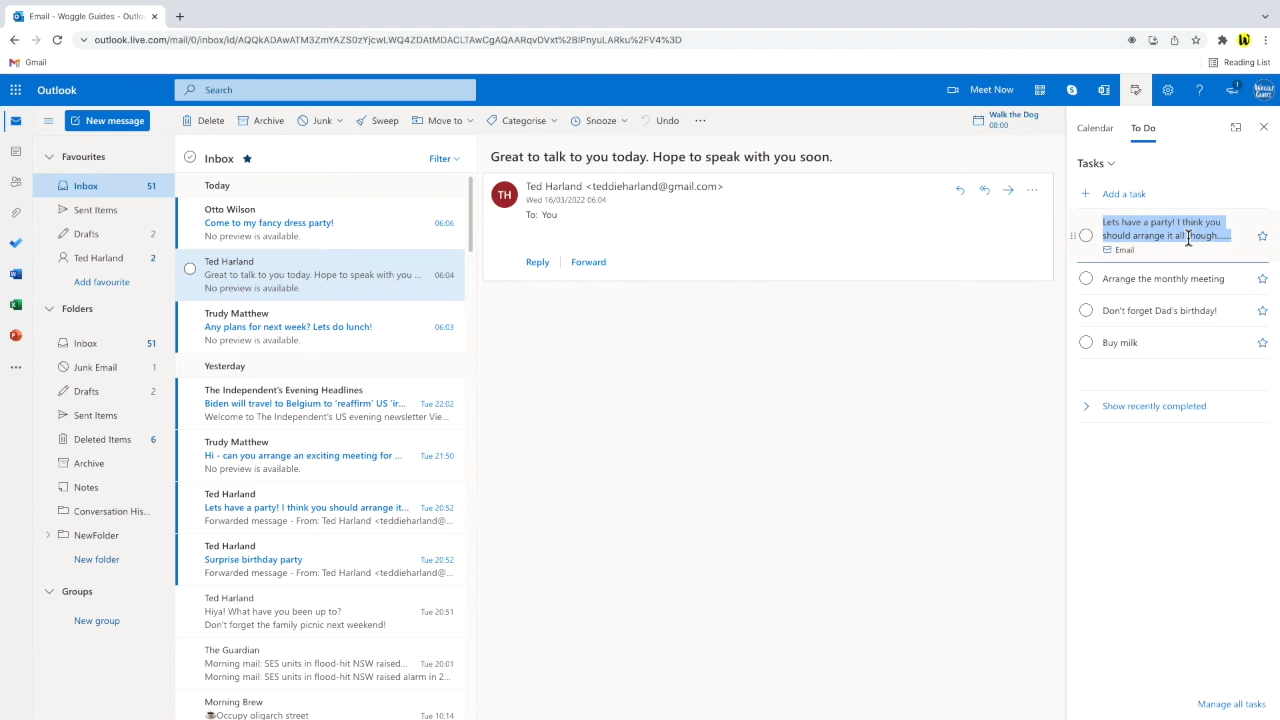 Email - Woggle Guides - Outlo
outlook.live.com/mail/0/inbox/id/AQQkADAwATM3ZmYAZS0zYjcwLWQ4ZDAtMDACLTAwCgAQAARqvDVxt%2BlPnyuLARku%2FV4%3D
Gmail
Reading List
Outlook
Search
Meet Now
1
New message
Delete
Archive
Junk
Sweep
Move to
Categorise
Snooze
Undo
Walk the Dog
08:00
Favourites
Inbox 51
Sent Items
Drafts 2
Ted Harland 2
Add favourite
Folders
Inbox 51
Junk Email 1
Drafts 2
Sent Items
Deleted Items 6
Archive
Notes
Conversation His...
NewFolder
New folder
Groups
New group
Inbox
Filter
Today
Otto Wilson
Come to my fancy dress party! 06:06
No preview is available.
Ted Harland
Great to talk to you today. Hope to speak with you ... 06:04
No preview is available.
Trudy Matthew
Any plans for next week? Lets do lunch! 06:03
No preview is available.
Yesterday
The Independent's Evening Headlines
Biden will travel to Belgium to 'reaffirm' US 'ir... Tue 22:02
Welcome to The Independent's US evening newsletter Vie...
Trudy Matthew
Hi - can you arrange an exciting meeting for ... Tue 21:50
No preview is available.
Ted Harland
Lets have a party! I think you should arrange it... Tue 20:52
Forwarded message - From: Ted Harland <teddieharland@...
Ted Harland
Surprise birthday party Tue 20:52
Forwarded message - From: Ted Harland <teddieharland@...
Ted Harland
Hiya! What have you been up to? Tue 20:51
Don't forget the family picnic next weekend!
The Guardian
Morning mail: SES units in flood-hit NSW raised... Tue 20:01
Morning mail: SES units in flood-hit NSW raised alarm in 2...
Morning Brew
Occupy oligarch street Tue 10:14
Great to talk to you today. Hope to speak with you soon.
TH
Ted Harland <teddieharland@gmail.com>
Wed 16/03/2022 06:04
To: You
Reply
Forward
Calendar
To Do
Tasks
Add a task
Lets have a party! I think you
should arrange it all though......
Email
Arrange the monthly meeting
Don't forget Dad's birthday!
Buy milk
Show recently completed
Manage all tasks